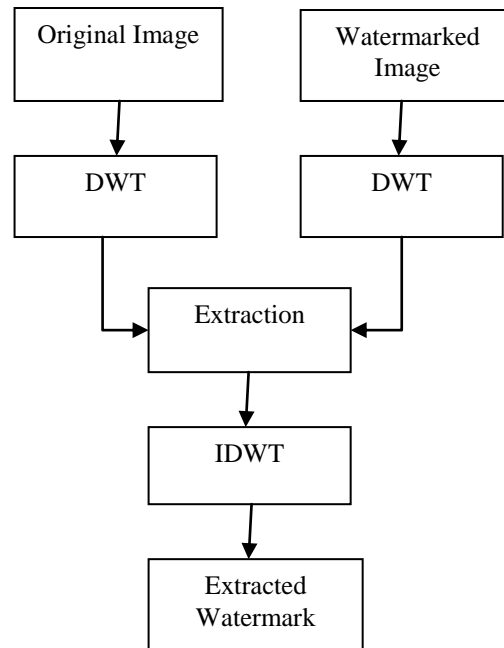 Original Image
Watermarked
Image
DWT
DWT
Extraction
IDWT
Extracted
Watermark